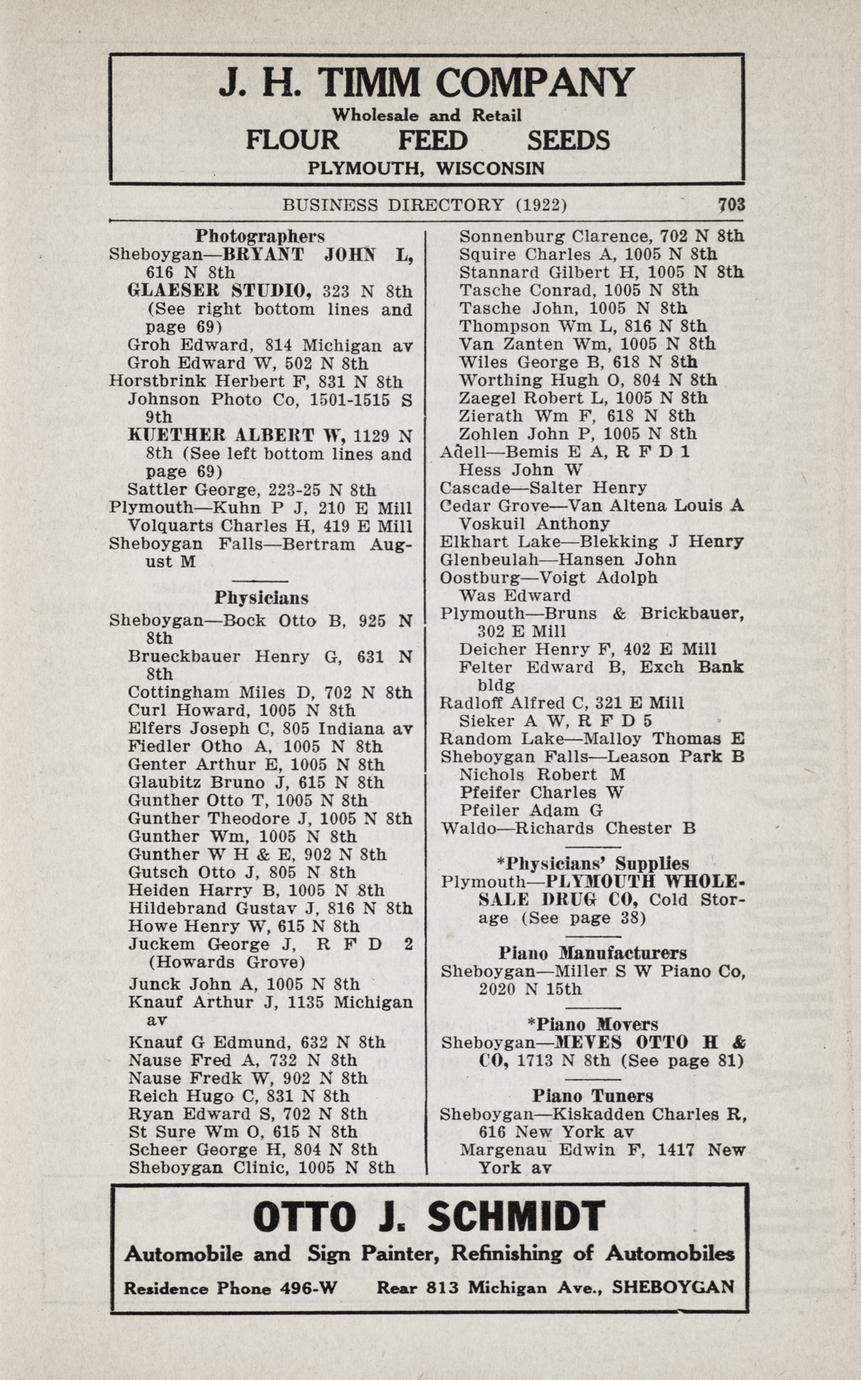 J. H. TIMM COMPANY
Wholesale and Retail
FLOUR FEED SEEDS
PLYMOUTH, WISCONSIN
BUSINESS DIRECTORY (1922) 703
Photographers
Sheboygan—BRYANT JOHN L,
616 N 8th
GLAESER STUDIO, 323 N 8th
(See right bottom lines and
page 69)
Groh Edward, 814 Michigan av
Groh Edward W, 502 N 8th
Horstbrink Herbert F, 831 N 8th
Johnson Photo Co, 1501-1515 S
9th
KUETHER ALBERT W, 1129 N
8th (See left bottom lines and
page 69)
Sattler George, 223-25 N 8th
Plymouth—Kuhn P J, 210 E Mill
Volquarts Charles H, 419 E Mill
Sheboygan Falls—Bertram Aug-
ust M
Physicians
Sheboygan—Bock Otto B, 925 N
8th
Brueckbauer Henry G, 631 N
8th
Cottingham Miles D, 702 N 8th
Curl Howard, 1005 N 8th
Elfers Joseph C, 805 Indiana av
Fiedler Otho A, 1005 N 8th
Genter Arthur E, 1005 N 8th
Glaubitz Bruno J, 615 N 8th
Gunther Otto T, 1005 N 8th
Gunther Theodore J, 1005 N 8th
Gunther Wm, 1005 N 8th
Gunther W H & E, 902 N 8th
Gutsch Otto J, 805 N 8th
Heiden Harry B, 1005 N 8th
Hildebrand Gustav J, 816 N 8th
Howe Henry W, 615 N 8th
Juckem George J, R F D 2
(Howards Grove)
Junck John A, 1005 N 8th
Knauf Arthur J, 1135 Michigan
av
Knauf G Edmund, 632 N 8th
Nause Fred A, 732 N 8th
Nause Fredk W, 902 N 8th
Reich Hugo C, 831 N 8th
Ryan Edward S, 702 N 8th
St Sure Wm O, 615 N 8th
Scheer George H, 804 N 8th
Sheboygan Clinic, 1005 N 8th
Sonnenburg Clarence, 702 N 8th
Squire Charles A, 1005 N 8th
Stannard Gilbert H, 1005 N 8th
Tasche Conrad, 1005 N 8th
Tasche John, 1005 N 8th
Thompson Wm L, 816 N 8th
Van Zanten Wm, 1005 N 8th
Wiles George B, 618 N 8th
Worthing Hugh O, 804 N 8th
Zaegel Robert L, 1005 N 8th
Zierath Wm F, 618 N 8th
Zohlen John P, 1005 N 8th
Adell—Bemis E A, R F D 1
Hess John W
Cascade—Salter Henry
Cedar Grove—Van Altena Louis A
Voskuil Anthony
Elkhart Lake—Blekking J Henry
Glenbeulah—Hansen John
Oostburg—Voigt Adolph
Was Edward
Plymouth—Bruns & Brickbauer,
302 E Mill
Deicher Henry F, 402 E Mill
Felter Edward B, Exch Bank
bldg
Radloff Alfred C, 321 E Mill
Sieker A W, R F D 5
Random Lake—Malloy Thomas E
Sheboygan Falls—Leason Park B
Nichols Robert M
Pfeifer Charles W
Pfeiler Adam G
Waldo—Richards Chester B
*Physicians' Supplies
Plymouth—PLYMOUTH WHOLE-
SALE DRUG CO, Cold Stor-
age (See page 38)
Piano Manufacturers
Sheboygan—Miller S W Piano Co,
2020 N 15th
*Piano Movers
Sheboygan—MEVES OTTO H &
CO, 1713 N 8th (See page 81)
Piano Tuners
Sheboygan—Kiskadden Charles R,
616 New York av
Margenau Edwin F, 1417 New
York av
OTTO J. SCHMIDT
Automobile and Sign Painter, Refinishing of Automobiles
Residence Phone 496-W Rear 813 Michigan Ave., SHEBOYGAN